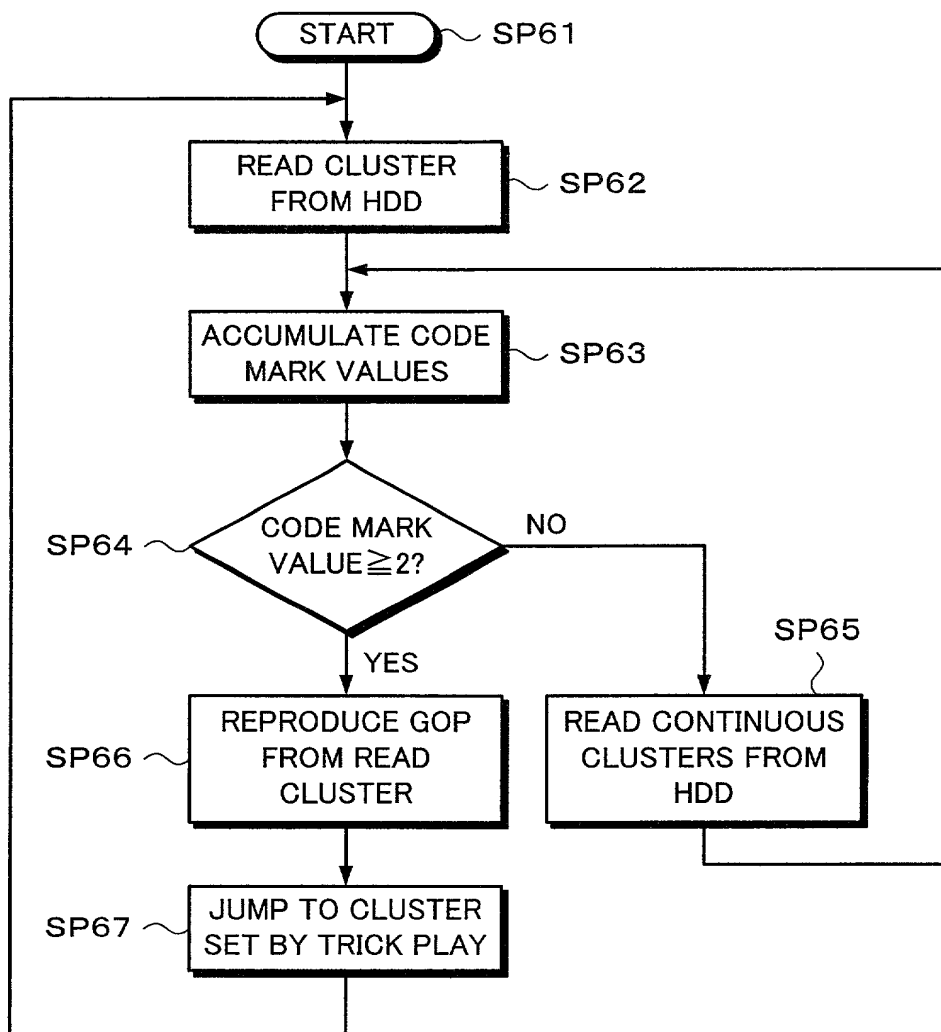 START
SP61
READ CLUSTER
FROM HDD
SP62
ACCUMULATE CODE
MARK VALUES
SP63
CODE MARK
VALUE≧2?
SP64
NO
YES
SP65
READ CONTINUOUS
CLUSTERS FROM
HDD
REPRODUCE GOP
FROM READ
CLUSTER
SP66
JUMP TO CLUSTER
SET BY TRICK PLAY
SP67